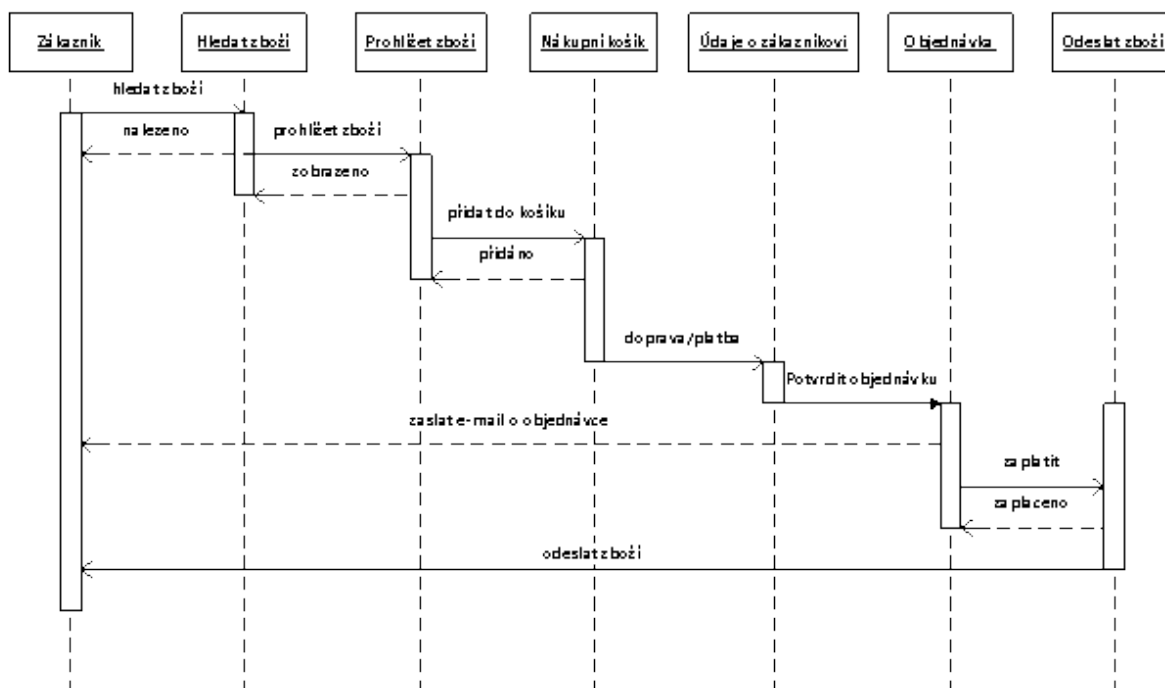 Zákazník
Hledat zboží
Prohlížet zboží
Nákupní košík
Údaje o zákazníkovi
Objednávka
Odeslat zboží
hledat zboží
nalezeno
prohlížet zboží
zobrazeno
přidat do košíku
přidáno
doprava/platba
Potvrdit objednávku
zaslat e-mail o objednávce
zaplatit
zaplaceno
odeslat zboží